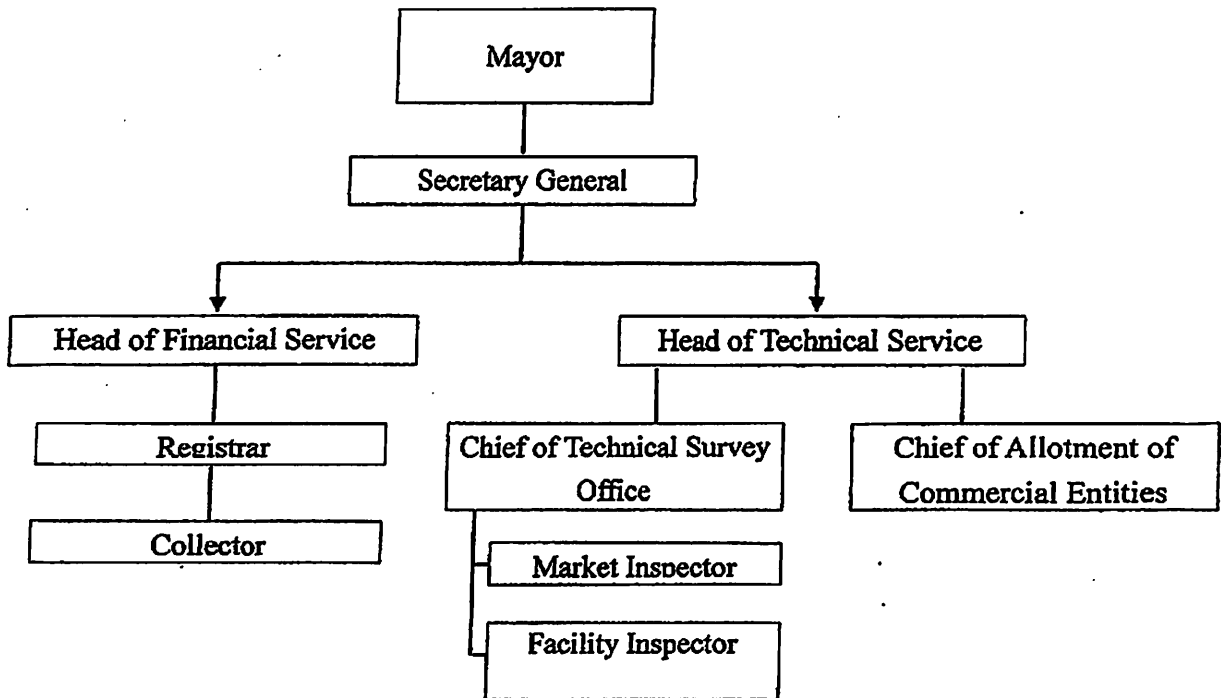 Mayor
Secretary General
Head of Financial Service
Head of Technical Service
Registrar
Chief of Technical Survey
Office
Chief of Allotment of
Commercial Entities
Collector
Market Inspector
Facility Inspector